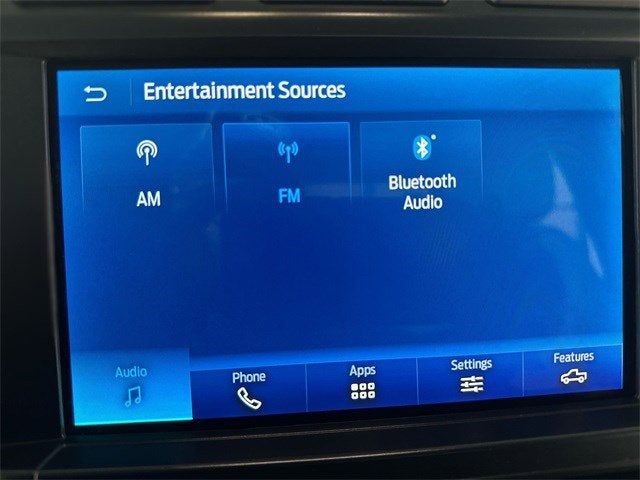 Entertainment Sources
AM
FM
Bluetooth
Audio
Audio
Phone
Apps
Settings
Features